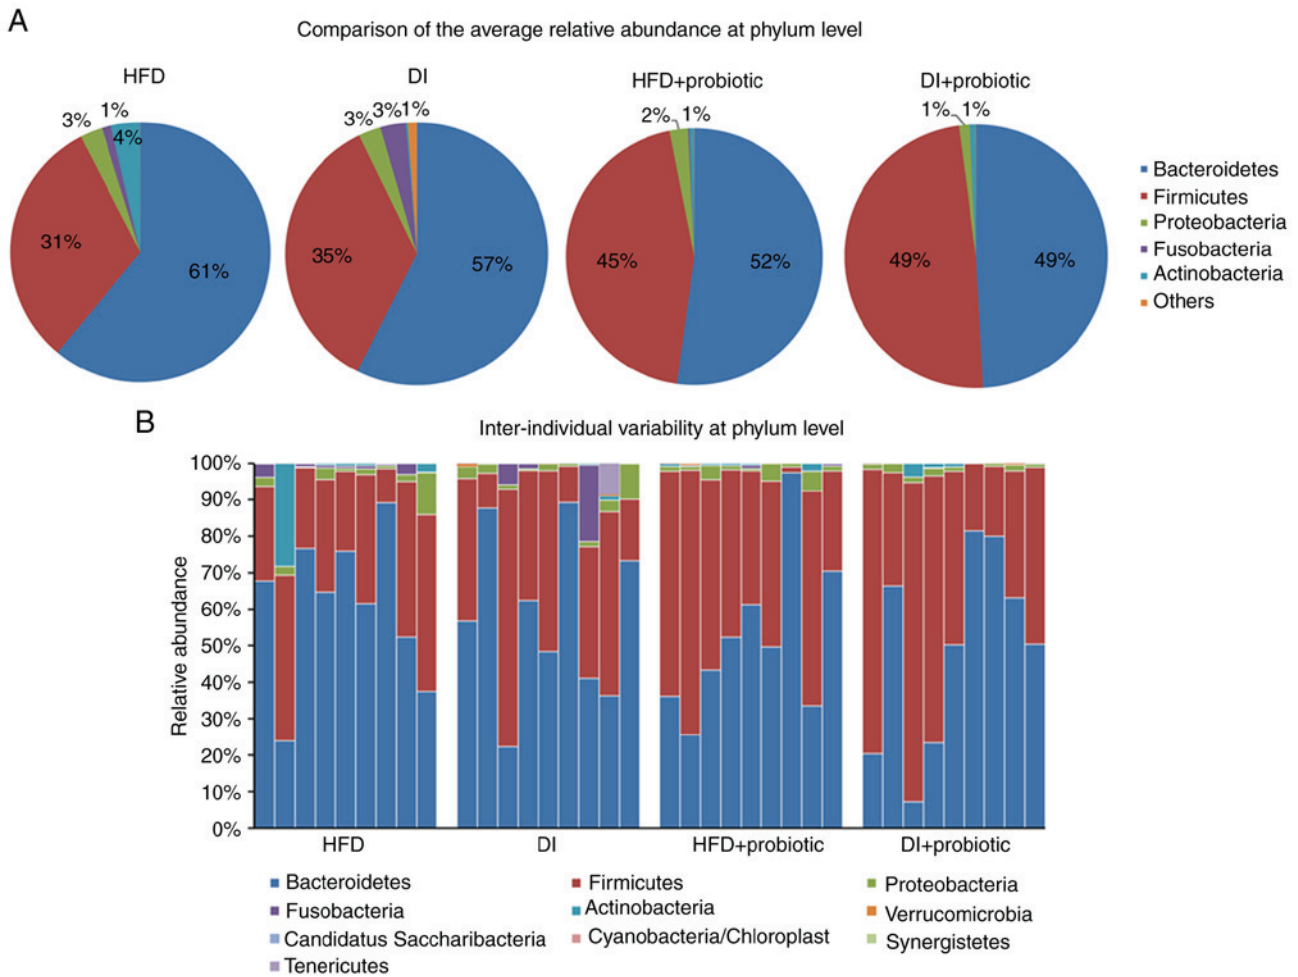 A
Comparison of the average relative abundance at phylum level
HFD
DI
HFD+probiotic
DI+probiotic
3%
1%
4%
31%
61%
3%
3%
1%
35%
57%
2%
1%
45%
52%
1%
1%
49%
49%
Bacteroidetes
Firmicutes
Proteobacteria
Fusobacteria
Actinobacteria
Others
B
Inter-individual variability at phylum level
Relative abundance
100%
90%
80%
70%
60%
50%
40%
30%
20%
10%
0%
HFD
DI
HFD+probiotic
DI+probiotic
Bacteroidetes
Firmicutes
Proteobacteria
Fusobacteria
Actinobacteria
Verrucomicrobia
Candidatus Saccharibacteria
Cyanobacteria/Chloroplast
Synergistetes
Tenericutes